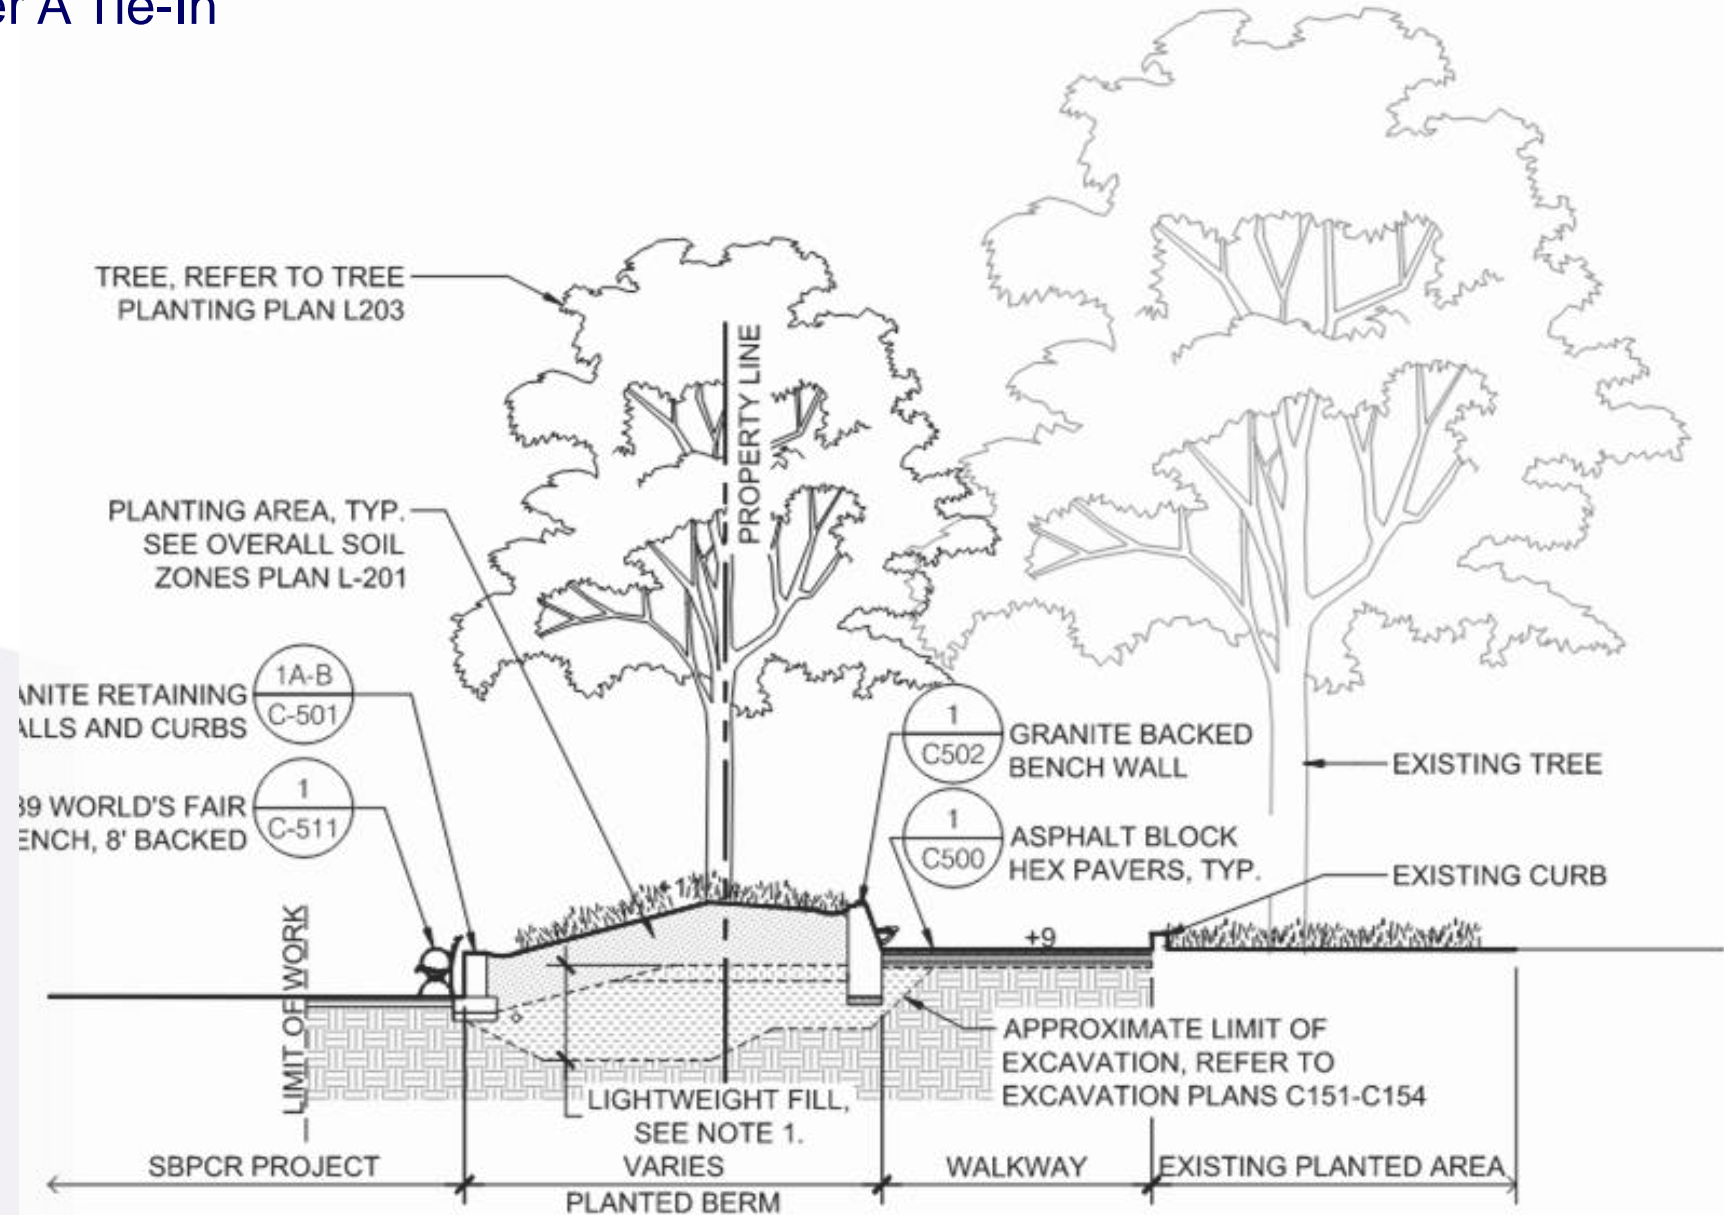 A Tie-In
TREE, REFER TO TREE
PLANTING PLAN L203
PROPERTY LINE
PLANTING AREA, TYP.
SEE OVERALL SOIL
ZONES PLAN L-201
RETAINING
AND CURBS
1A-B
C-501
WORLD'S FAIR
8' BACKED
1
C-511
1
C502
GRANITE BACKED
BENCH WALL
1
C500
ASPHALT BLOCK
HEX PAVERS, TYP.
EXISTING TREE
EXISTING CURB
+9
LIMIT OF WORK
APPROXIMATE LIMIT OF
EXCAVATION, REFER TO
EXCAVATION PLANS C151-C154
LIGHTWEIGHT FILL,
SEE NOTE 1.
SBPCR PROJECT
VARIES
PLANTED BERM
WALKWAY
EXISTING PLANTED AREA